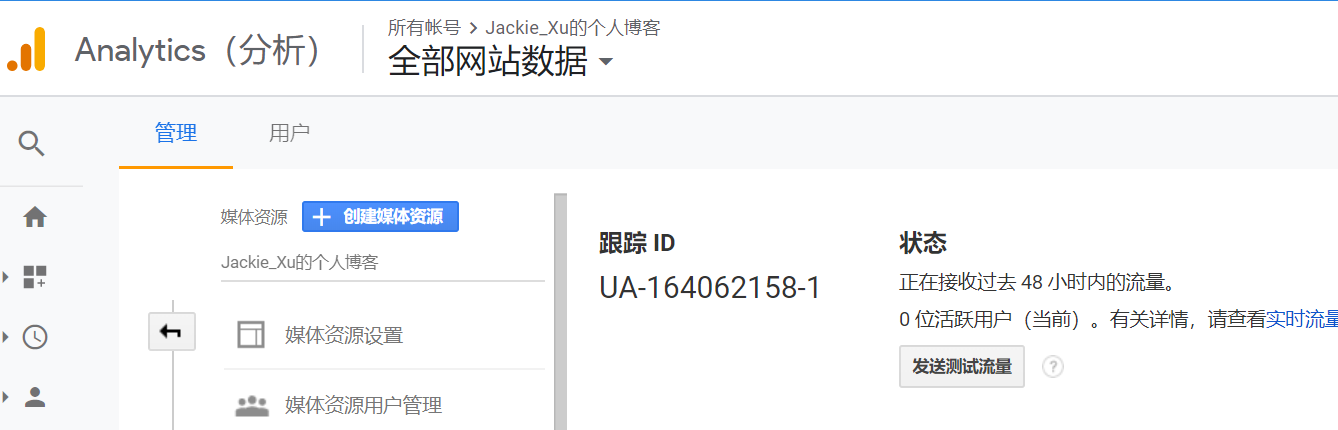 Analytics（分析）
所有帐号 > Jackie_Xu的个人博客
全部网站数据
管理
用户
媒体资源
创建媒体资源
Jackie_Xu的个人博客
媒体资源设置
媒体资源用户管理
跟踪 ID
UA-164062158-1
状态
正在接收过去 48 小时内的流量。
0 位活跃用户（当前）。有关详情，请查看实时流量
发送测试流量
?